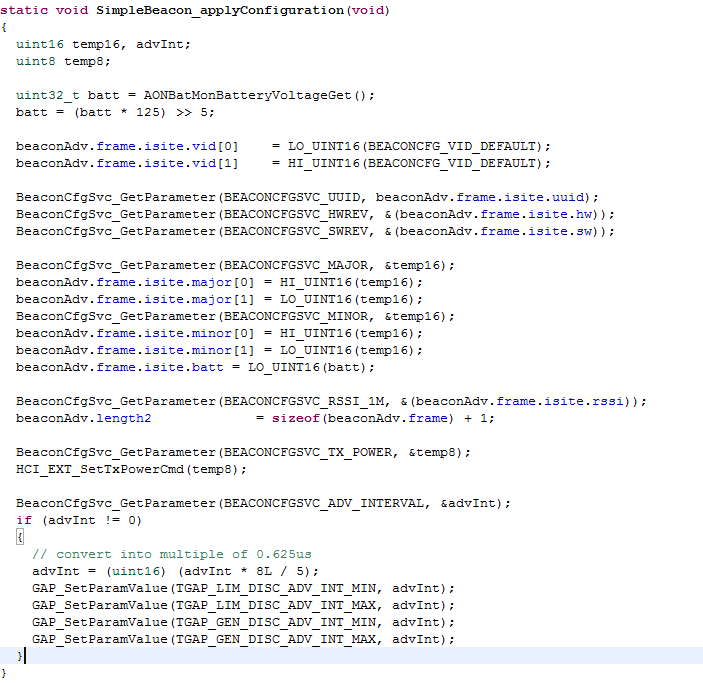 static void SimpleBeacon_applyConfiguration(void)
{
  uint16 temp16, advInt;
  uint8 temp8;

  uint32_t batt = AONBatMonBatteryVoltageGet();
  batt = (batt * 125) >> 5;

  beaconAdv.frame.isite.vid[0]    = LO_UINT16(BEACONCFG_VID_DEFAULT);
  beaconAdv.frame.isite.vid[1]    = HI_UINT16(BEACONCFG_VID_DEFAULT);

  BeaconCfgSvc_GetParameter(BEACONCFGSVC_UUID, beaconAdv.frame.isite.uuid);
  BeaconCfgSvc_GetParameter(BEACONCFGSVC_HWREV, &(beaconAdv.frame.isite.hw));
  BeaconCfgSvc_GetParameter(BEACONCFGSVC_SWREV, &(beaconAdv.frame.isite.sw));

  BeaconCfgSvc_GetParameter(BEACONCFGSVC_MAJOR, &temp16);
  beaconAdv.frame.isite.major[0] = HI_UINT16(temp16);
  beaconAdv.frame.isite.major[1] = LO_UINT16(temp16);
  BeaconCfgSvc_GetParameter(BEACONCFGSVC_MINOR, &temp16);
  beaconAdv.frame.isite.minor[0] = HI_UINT16(temp16);
  beaconAdv.frame.isite.minor[1] = LO_UINT16(temp16);
  beaconAdv.frame.isite.batt = LO_UINT16(batt);

  BeaconCfgSvc_GetParameter(BEACONCFGSVC_RSSI_1M, &(beaconAdv.frame.isite.rssi));
  beaconAdv.length2             = sizeof(beaconAdv.frame) + 1;

  BeaconCfgSvc_GetParameter(BEACONCFGSVC_TX_POWER, &temp8);
  HCI_EXT_SetTxPowerCmd(temp8);

  BeaconCfgSvc_GetParameter(BEACONCFGSVC_ADV_INTERVAL, &advInt);
  if (advInt != 0)
  {
    // convert into multiple of 0.625us
    advInt = (uint16) (advInt * 8L / 5);
    GAP_SetParamValue(TGAP_LIM_DISC_ADV_INT_MIN, advInt);
    GAP_SetParamValue(TGAP_LIM_DISC_ADV_INT_MAX, advInt);
    GAP_SetParamValue(TGAP_GEN_DISC_ADV_INT_MIN, advInt);
    GAP_SetParamValue(TGAP_GEN_DISC_ADV_INT_MAX, advInt);
  }
}